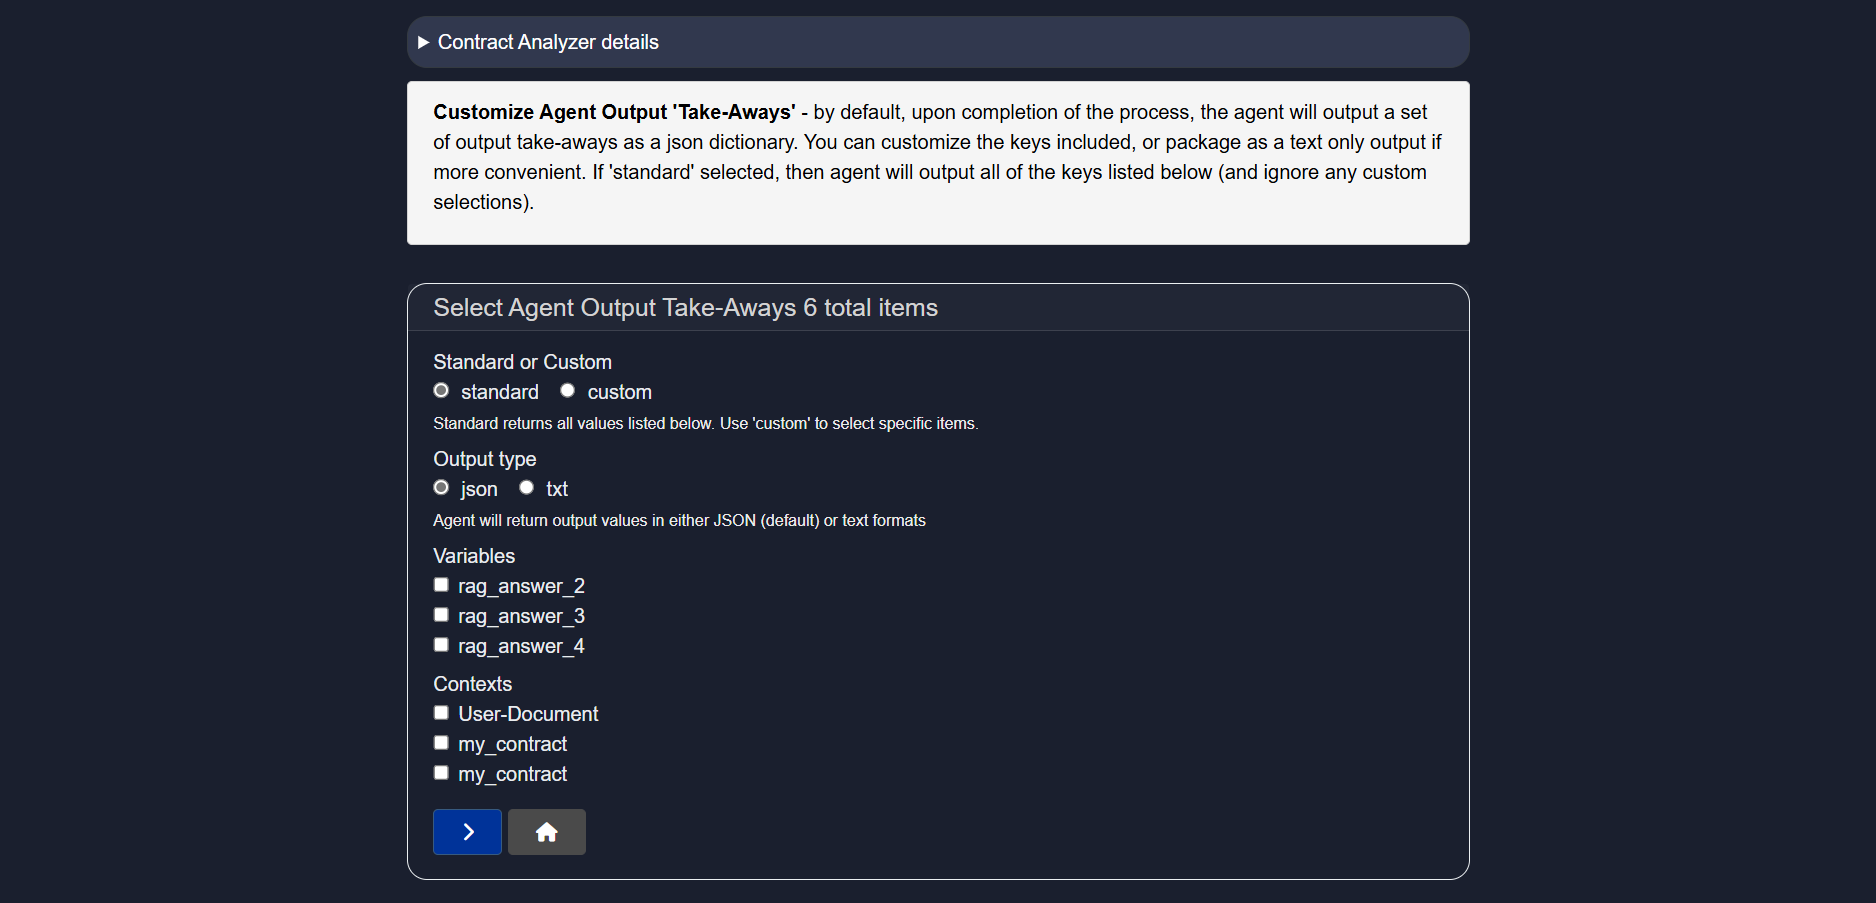 Contract Analyzer details
Customize Agent Output 'Take-Aways' - by default, upon completion of the process, the agent will output a set
of output take-aways as a json dictionary. You can customize the keys included, or package as a text only output if
more convenient. If 'standard' selected, then agent will output all of the keys listed below (and ignore any custom
selections).
Select Agent Output Take-Aways 6 total items
Standard or Custom
standard custom
Standard returns all values listed below. Use 'custom' to select specific items.
Output type
json txt
Agent will return output values in either JSON (default) or text formats
Variables
rag_answer_2
rag_answer_3
rag_answer_4
Contexts
User-Document
my_contract
my_contract